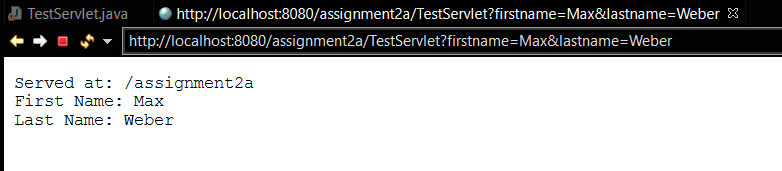 TestServlet.java
http://localhost:8080/assignment2a/TestServlet?firstname=Max&lastname=Weber
http://localhost:8080/assignment2a/TestServlet?firstname=Max&lastname=Weber
Served at: /assignment2a
First Name: Max
Last Name: Weber